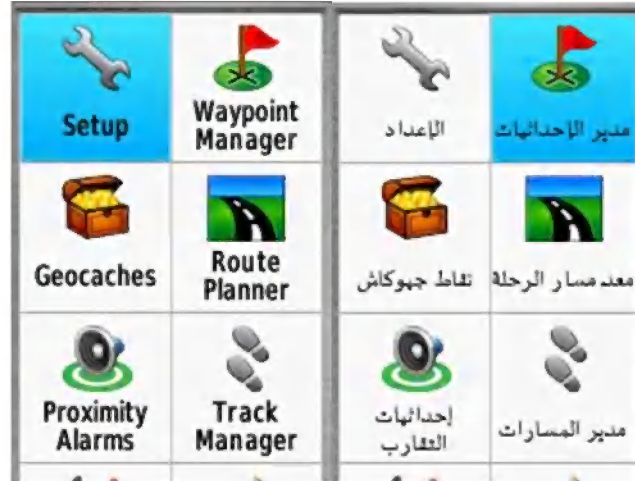 Setup
Waypoint
Manager
Geocaches
Route
Planner
Proximity
Alarms
Track
Manager
الإعداد
مدير الإحداثيات
نقاط جهوكاش
معد مسار الرحلة
إحداثيات
التقارب
مدير المسارات